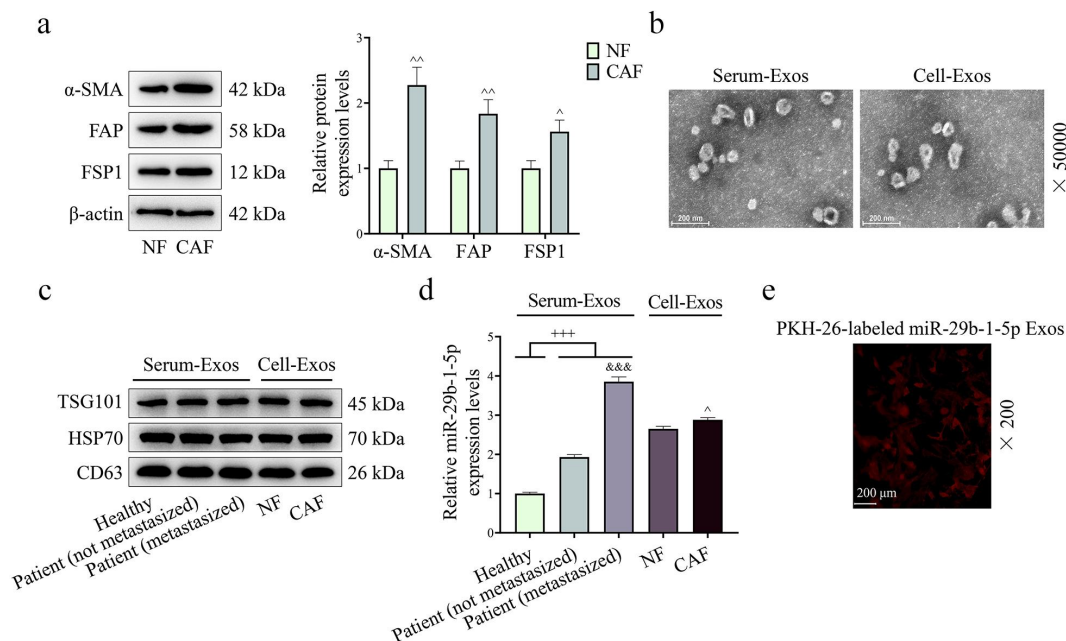 a
α-SMA
42 kDa
FAP
58 kDa
FSP1
12 kDa
β-actin
42 kDa
NF CAF
Relative protein
expression levels
3
2
1
0
^^
^^
^
α-SMA FAP FSP1
NF
CAF
b
Serum-Exos
Cell-Exos
200 nm
200 nm
× 50000
c
Serum-Exos Cell-Exos
TSG101
45 kDa
HSP70
70 kDa
CD63
26 kDa
Healthy
Patient (not metastasized)
Patient (metastasized)
NF
CAF
d
Serum-Exos
Cell-Exos
Relative miR-29b-1-5p
expression levels
5
4
3
2
1
0
+++
&&&
^
Healthy
Patient (not metastasized)
Patient (metastasized)
NF
CAF
e
PKH-26-labeled miR-29b-1-5p Exos
200 μm
× 200